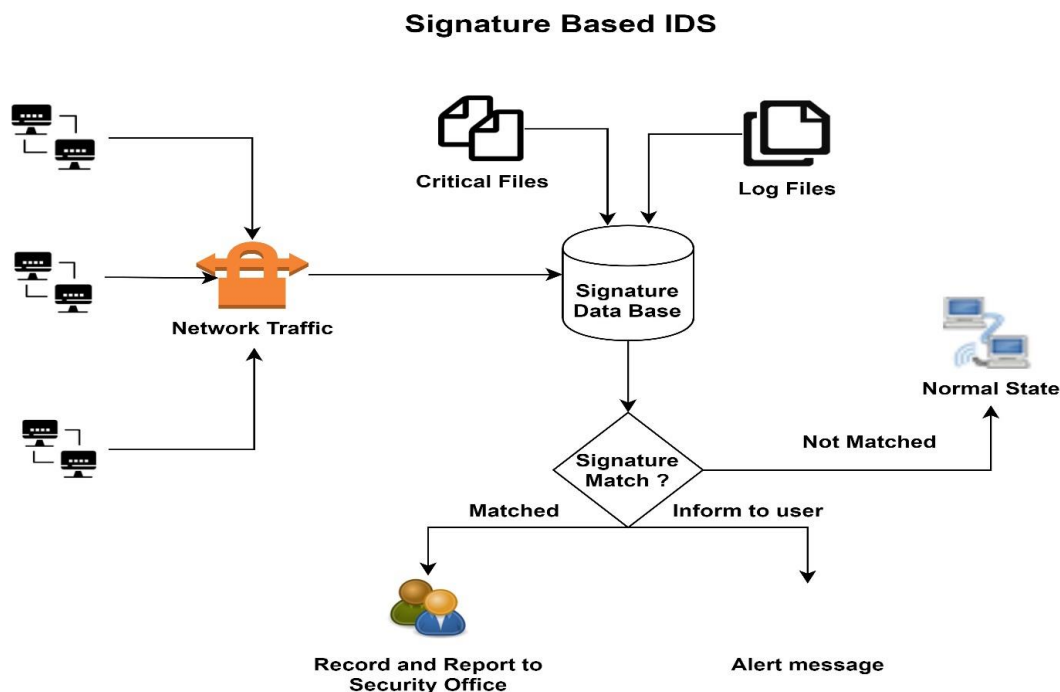 Signature Based IDS
Critical Files
Log Files
Network Traffic
Signature
Data Base
Normal State
Signature
Match ?
Not Matched
Matched
Inform to user
Record and Report to
Security Office
Alert message